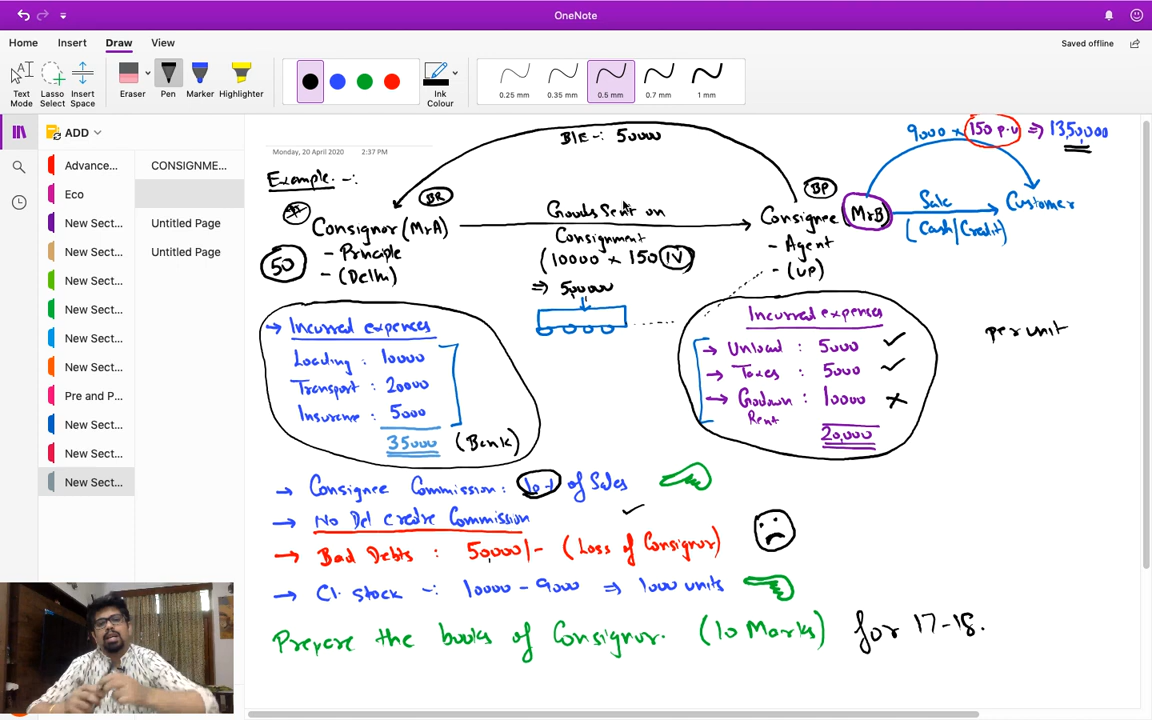 OneNote
Home Insert Draw View
Saved offline
Text Mode
Lasso Select
Insert Space
Eraser
Pen
Marker
Highlighter
Ink Colour
0.25 mm
0.35 mm
0.5 mm
0.7 mm
1 mm
ADD
Advance...
Eco
New Sect...
New Sect...
New Sect...
New Sect...
New Sect...
New Sect...
Pre and P...
New Sect...
New Sect...
New Sect...
CONSIGNME...
Untitled Page
Untitled Page
Monday, 20 April 2020 2:37 PM
Example -:
B/E -: 50000
9000 × 150 p.u ⇒ 1350000
BR
BP
Consignor (Mr A)
- Principle
- (Delhi)
50
Goods Sent on
Consignment
(10000 × 150 IV)
⇒ 500,000
Consignee (Mr B)
- Agent
- (UP)
Sale
(Cash/Credit)
Customer
→ Incurred expenses
Loading : 10000
Transport : 20000
Insurance : 5000
35000 (Bank)
Incurred expenses
→ Unload : 5000 ✓
→ Taxes : 5000 ✓
→ Godown : 10000 ×
Rent
20,000
per unit
→ Consignee Commission: 10% of Sales
→ No Del credre Commission
→ Bad Debts : 50,000/- (Loss of Consignor)
→ Cl. stock -: 10000 - 9000 ⇒ 1000 units
Prepare the books of Consignor. (10 Marks) for 17-18.